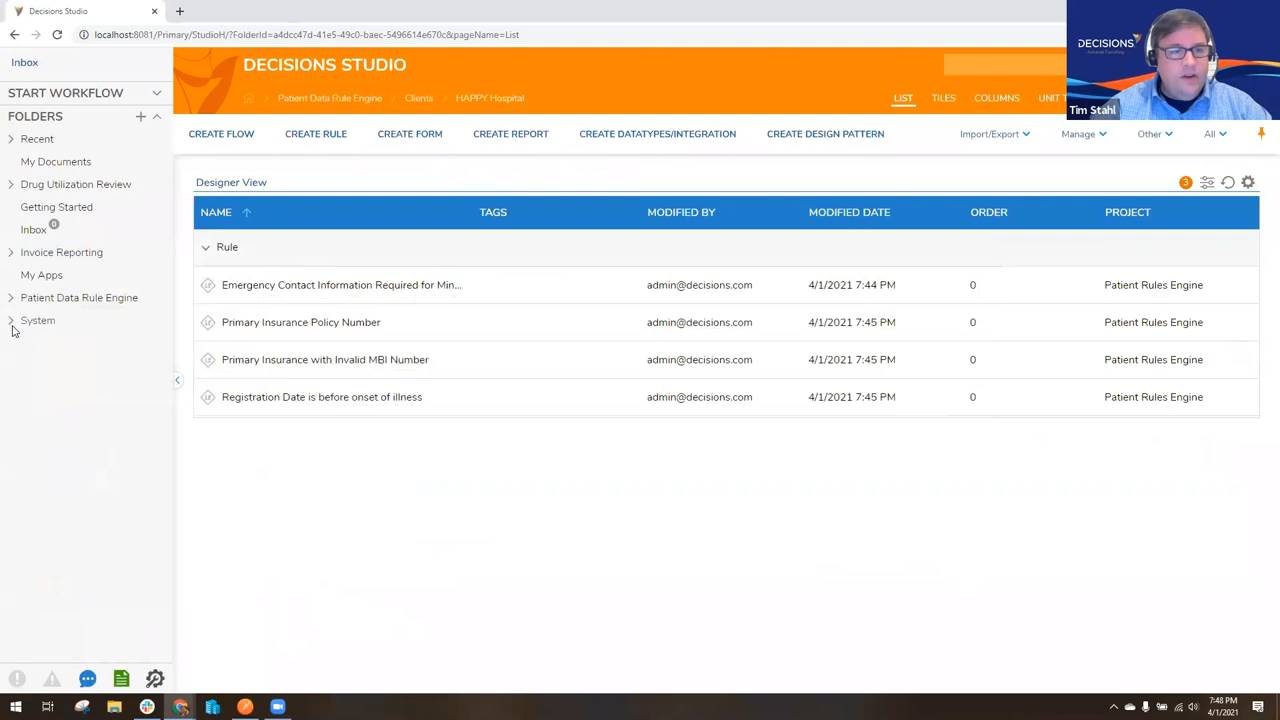 Decisions Studio
localhost:8081/Primary/StudioH/?FolderId=a4dcc47d-41e5-49c0-baec-5496614e670c&pageName=List
Inbox
START WORKFLOW
FOLDERS
Recent
My Documents
Drug Utilization Review
Getting Started
Inbox 0
Invoice Reporting
My Apps
Patient Data Rule Engine
System
DECISIONS STUDIO
Patient Data Rule Engine
Clients
HAPPY Hospital
LIST TILES COLUMNS UNIT T
CREATE FLOW CREATE RULE CREATE FORM CREATE REPORT CREATE DATATYPES/INTEGRATION CREATE DESIGN PATTERN Import/Export Manage Other All
Designer View
3
NAME TAGS MODIFIED BY MODIFIED DATE ORDER PROJECT
Rule
Emergency Contact Information Required for Min... admin@decisions.com 4/1/2021 7:44 PM 0 Patient Rules Engine
Primary Insurance Policy Number admin@decisions.com 4/1/2021 7:45 PM 0 Patient Rules Engine
Primary Insurance with Invalid MBI Number admin@decisions.com 4/1/2021 7:45 PM 0 Patient Rules Engine
Registration Date is before onset of illness admin@decisions.com 4/1/2021 7:45 PM 0 Patient Rules Engine
DECISIONS
Tim Stahl
7:48 PM
4/1/2021